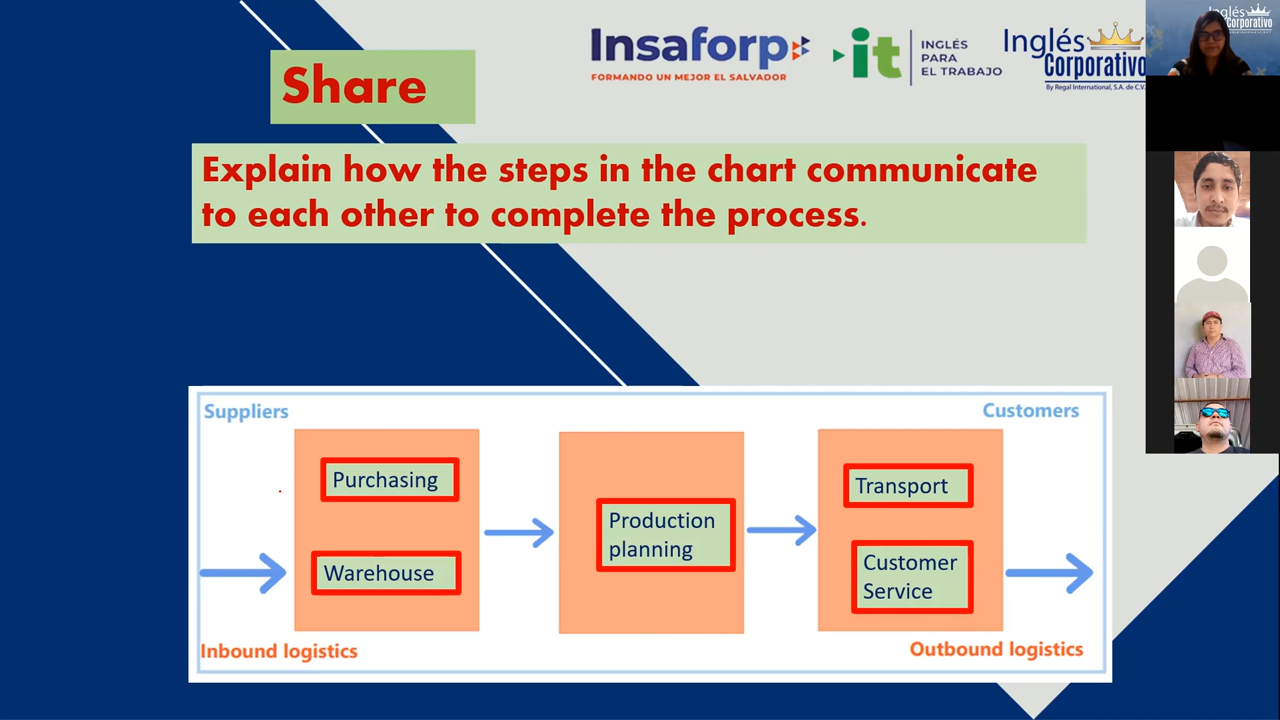 Share
Insaforp
FORMANDO UN MEJOR EL SALVADOR
it
INGLÉS
PARA
EL TRABAJO
Inglés
Corporativo
By Regal International, S.A. de C.V.
Inglés
Corporativo
Explain how the steps in the chart communicate
to each other to complete the process.
Suppliers
Customers
Purchasing
Warehouse
Production
planning
Transport
Customer
Service
Inbound logistics
Outbound logistics